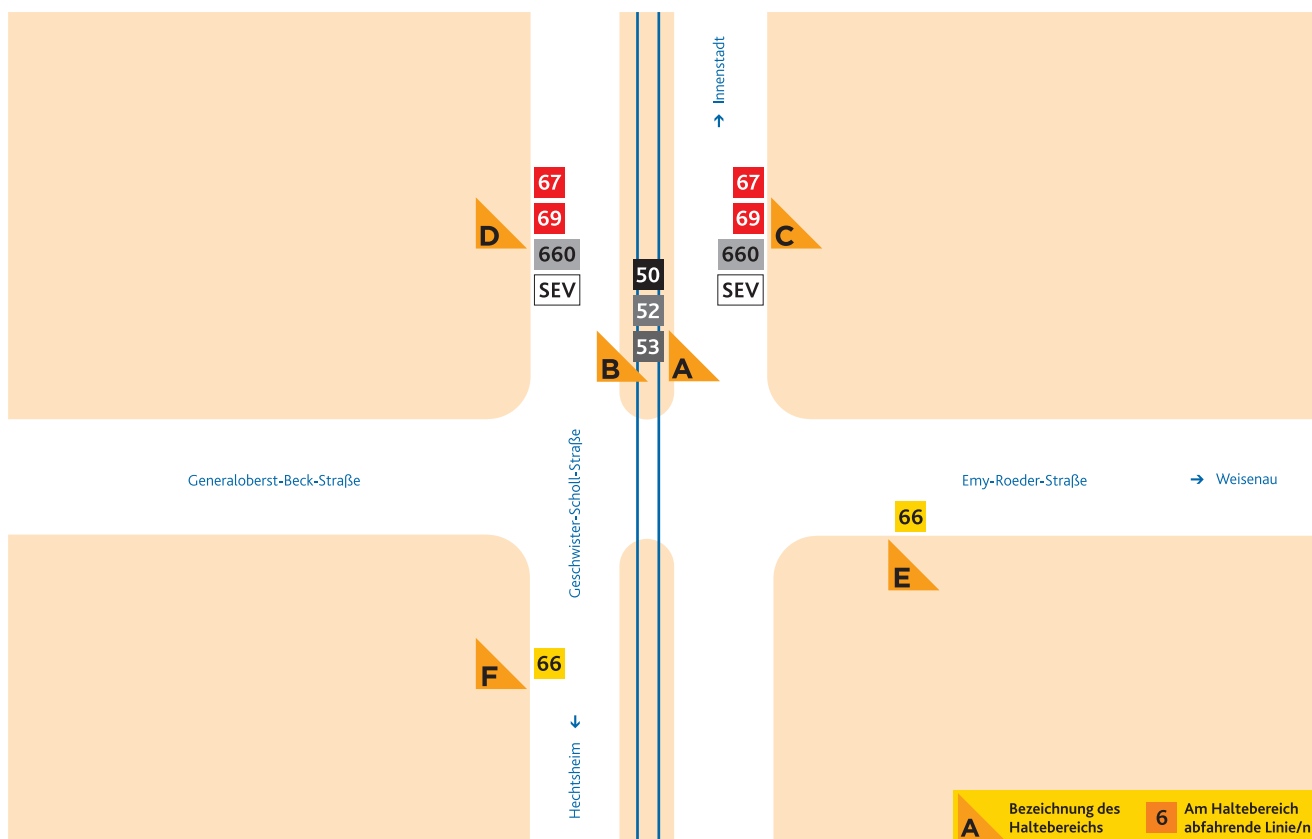 Innenstadt
67
69
660
SEV
D
67
69
660
SEV
C
50
52
53
B
A
Generaloberst-Beck-Straße
Geschwister-Scholl-Straße
Emy-Roeder-Straße
Weisenau
66
E
66
F
Hechtsheim
A
Bezeichnung des
Haltebereichs
6
Am Haltebereich
abfahrende Linie/n